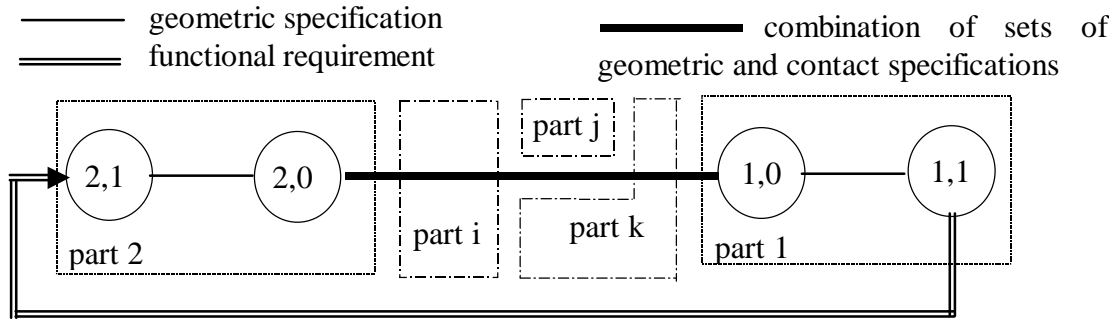 geometric specification
functional requirement
combination of sets of
geometric and contact specifications
part j
2,1
2,0
1,0
1,1
part i
part k
part 2
part 1